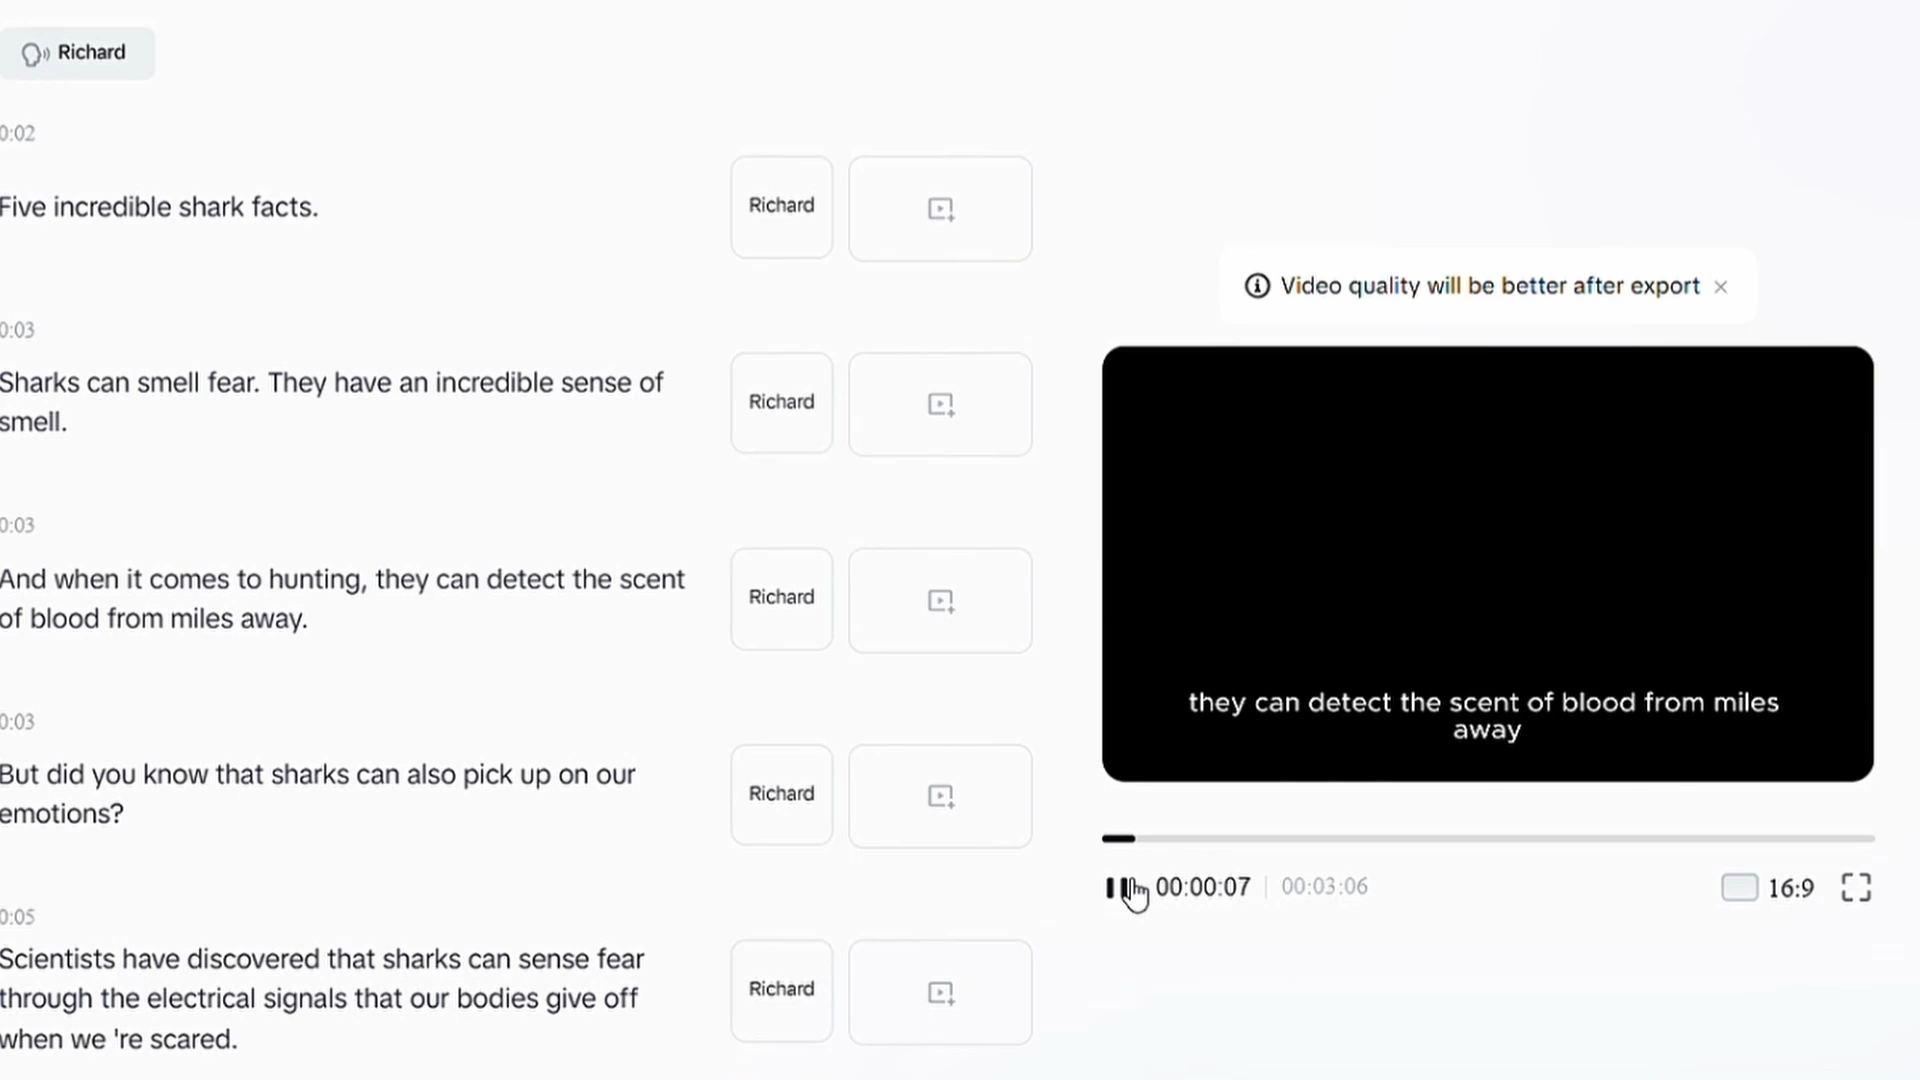 Richard
0:02
Five incredible shark facts.
Richard
0:03
Sharks can smell fear. They have an incredible sense of
smell.
Richard
0:03
And when it comes to hunting, they can detect the scent
of blood from miles away.
Richard
0:03
But did you know that sharks can also pick up on our
emotions?
Richard
0:05
Scientists have discovered that sharks can sense fear
through the electrical signals that our bodies give off
when we 're scared.
Richard
Video quality will be better after export
they can detect the scent of blood from miles
away
00:00:07 | 00:03:06
16:9